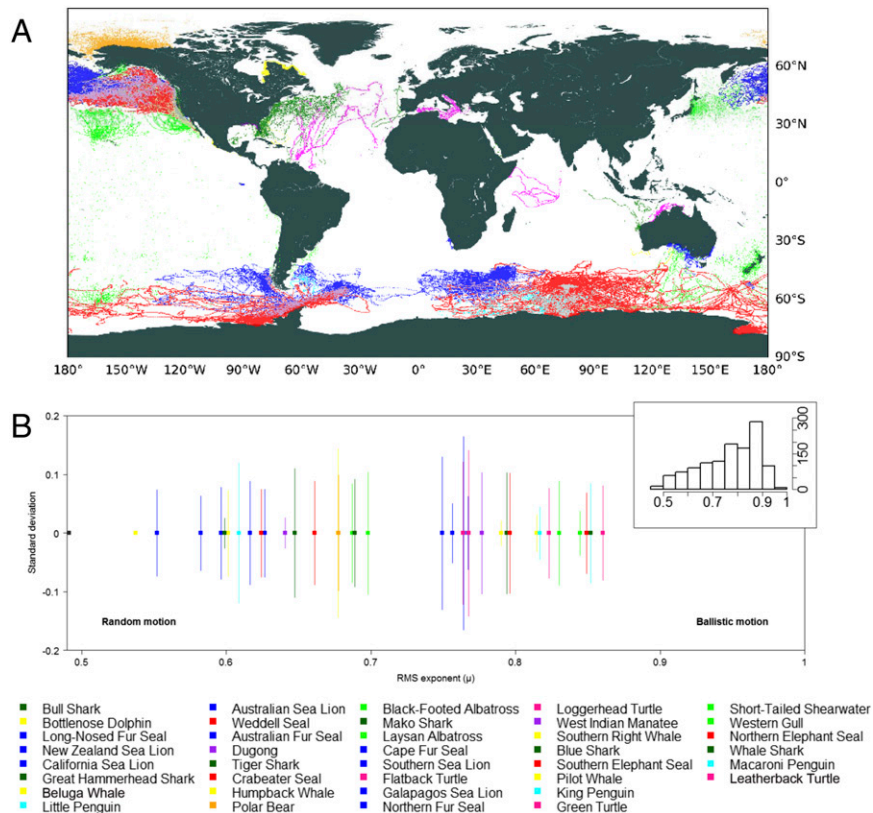 A
60°N
30°N
0°
30°S
60°S
90°S
180° 150°W 120°W 90°W 60°W 30°W 0° 30°E 60°E 90°E 120°E 150°E 180°
B
0.2
0.1
0
-0.1
-0.2
Standard deviation
Random motion
Ballistic motion
0.5 0.6 0.7 0.8 0.9 1
RMS exponent (μ)
0 150 300
0.5 0.7 0.9 1
Bull Shark
Bottlenose Dolphin
Long-Nosed Fur Seal
New Zealand Sea Lion
California Sea Lion
Great Hammerhead Shark
Beluga Whale
Little Penguin
Australian Sea Lion
Weddell Seal
Australian Fur Seal
Dugong
Tiger Shark
Crabeater Seal
Humpback Whale
Polar Bear
Black-Footed Albatross
Mako Shark
Laysan Albatross
Cape Fur Seal
Southern Sea Lion
Flatback Turtle
Galapagos Sea Lion
Northern Fur Seal
Loggerhead Turtle
West Indian Manatee
Southern Right Whale
Blue Shark
Southern Elephant Seal
Pilot Whale
King Penguin
Green Turtle
Short-Tailed Shearwater
Western Gull
Northern Elephant Seal
Whale Shark
Macaroni Penguin
Leatherback Turtle